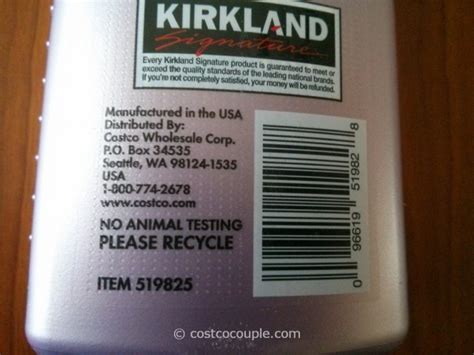 KIRKLAND
Signature
Every Kirkland Signature product is guaranteed to meet or
exceed the quality standards of the leading national brands.
If you're not completely satisfied, your money will be refunded.
Manufactured in the USA
Distributed By:
Costco Wholesale Corp.
P.O. Box 34535
Seattle, WA 98124-1535
USA
1-800-774-2678
www.costco.com
NO ANIMAL TESTING
PLEASE RECYCLE
ITEM 519825
0 96619 51982 8
© costcocouple.com